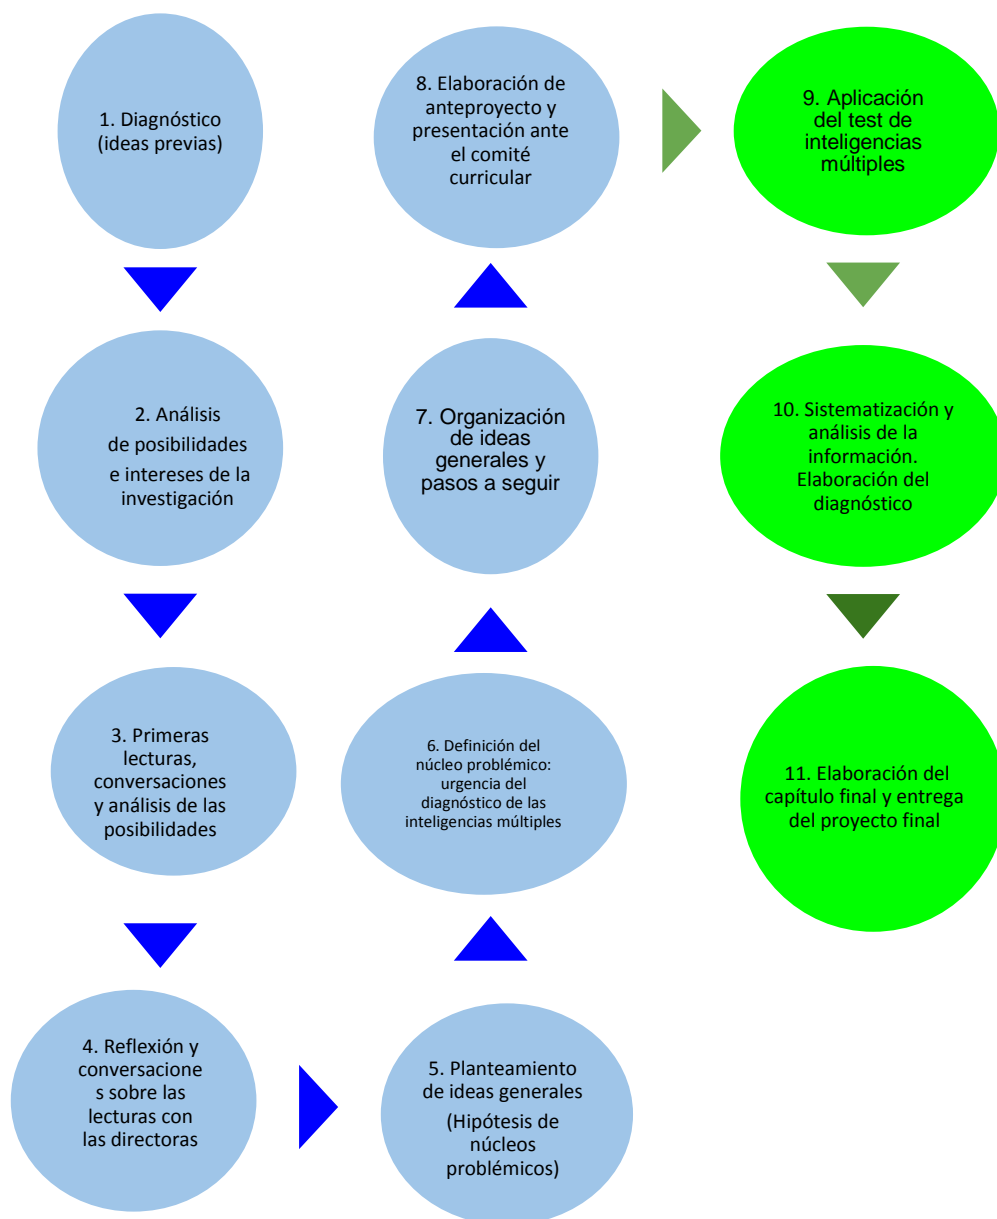 1. Diagnóstico
(ideas previas)
2. Análisis
de posibilidades
e intereses de la
investigación
3. Primeras
lecturas,
conversaciones
y análisis de las
posibilidades
4. Reflexión y
conversacione
s sobre las
lecturas con
las directoras
5. Planteamiento
de ideas generales
(Hipótesis de
núcleos
problémicos)
6. Definición del
núcleo problémico:
urgencia del
diagnóstico de las
inteligencias múltiples
7. Organización
de ideas
generales y
pasos a seguir
8. Elaboración de
anteproyecto y
presentación ante
el comité
curricular
9. Aplicación
del test de
inteligencias
múltiples
10. Sistematización y
análisis de la
información.
Elaboración del
diagnóstico
11. Elaboración del
capítulo final y entrega
del proyecto final